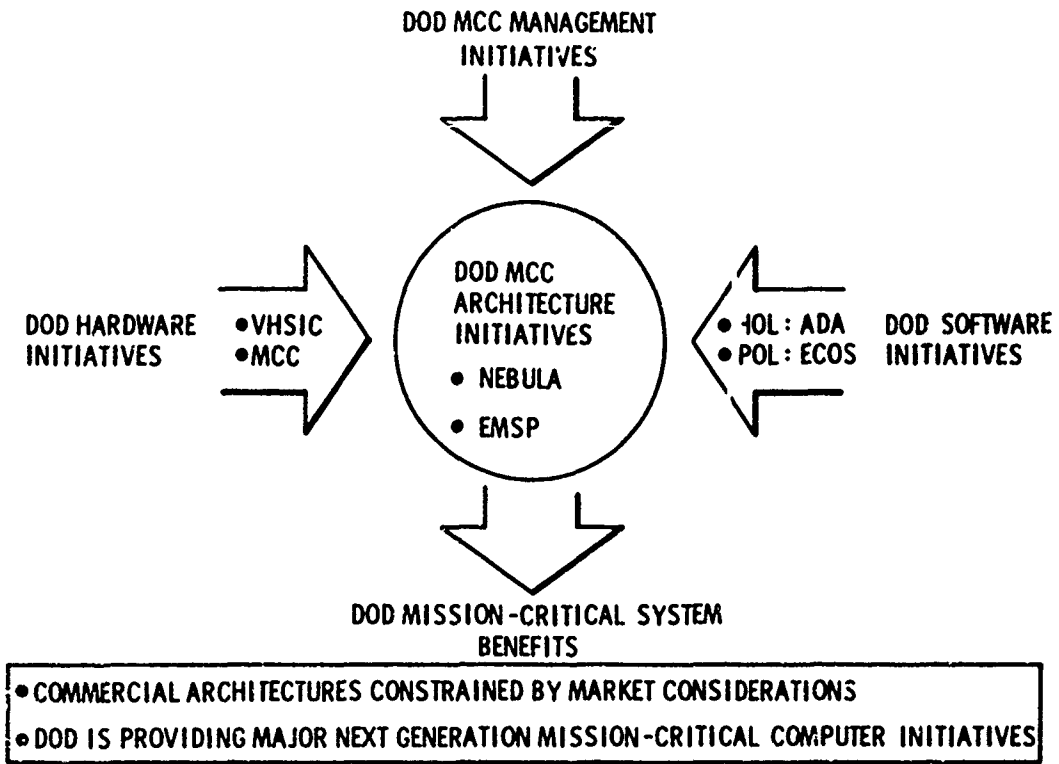 DOD MCC MANAGEMENT
INITIATIVES
DOD HARDWARE
INITIATIVES
•VHSIC
•MCC
DOD MCC
ARCHITECTURE
INITIATIVES
• NEBULA
• EMSP
• HOL: ADA
• POL: ECOS
DOD SOFTWARE
INITIATIVES
DOD MISSION-CRITICAL SYSTEM
BENEFITS
• COMMERCIAL ARCHITECTURES CONSTRAINED BY MARKET CONSIDERATIONS
• DOD IS PROVIDING MAJOR NEXT GENERATION MISSION-CRITICAL COMPUTER INITIATIVES